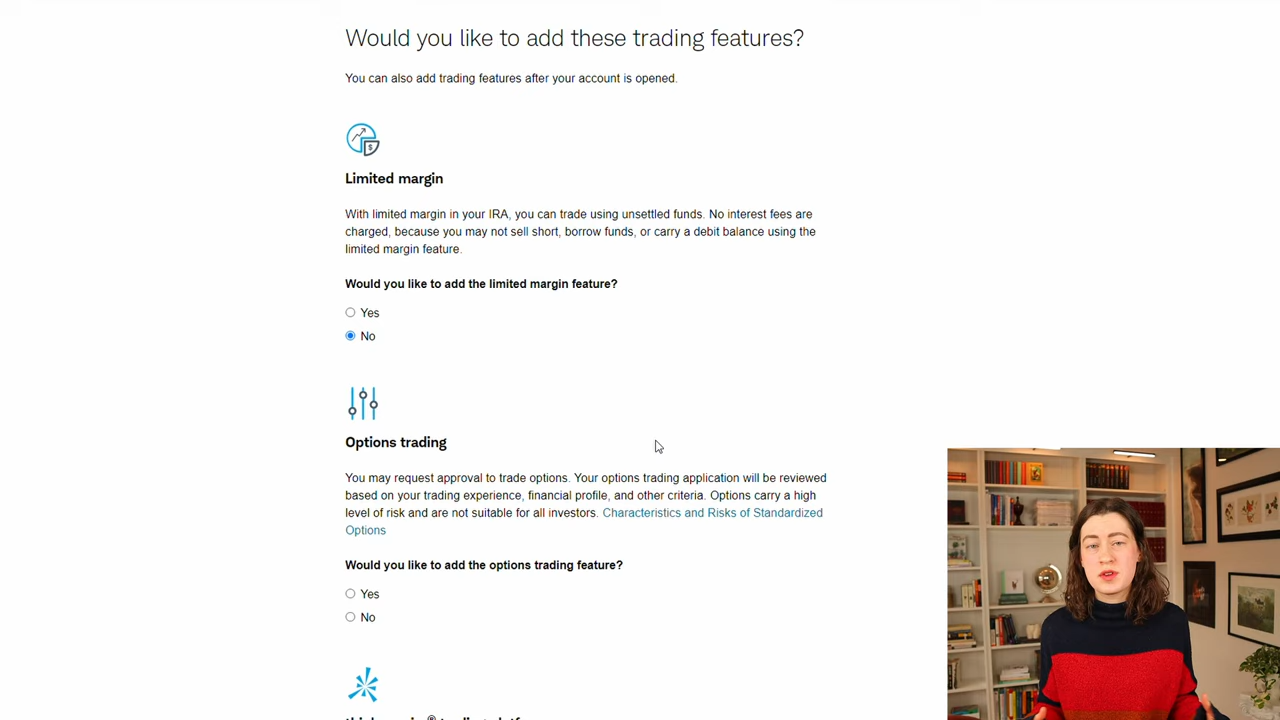 Would you like to add these trading features?
You can also add trading features after your account is opened.
Limited margin
With limited margin in your IRA, you can trade using unsettled funds. No interest fees are
charged, because you may not sell short, borrow funds, or carry a debit balance using the
limited margin feature.
Would you like to add the limited margin feature?
Yes
No
Options trading
You may request approval to trade options. Your options trading application will be reviewed
based on your trading experience, financial profile, and other criteria. Options carry a high
level of risk and are not suitable for all investors. Characteristics and Risks of Standardized
Options
Would you like to add the options trading feature?
Yes
No